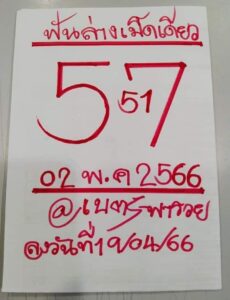 ฟันล่างเม็ดเดียว
5 7
51
02 พ.ค 2566
@เนตรพารวย
ลงวันที่19/04/66